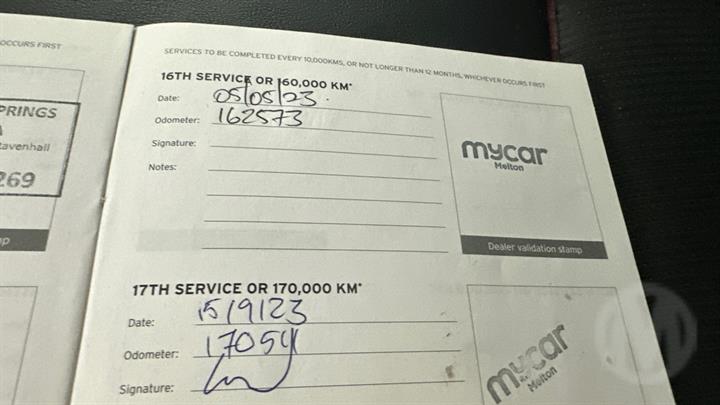 OCCURS FIRST
SERVICES TO BE COMPLETED EVERY 10,000KMS, OR NOT LONGER THAN 12 MONTHS, WHICHEVER OCCURS FIRST
16TH SERVICE OR 160,000 KM*
Date: 05/05/23.
Odometer: 162573
Signature:
Notes:
mycar
Melton
Dealer validation stamp
PRINGS
avenhall
269
p
17TH SERVICE OR 170,000 KM*
Date: 15/9/23
Odometer:
Signature:
mycar
Melton